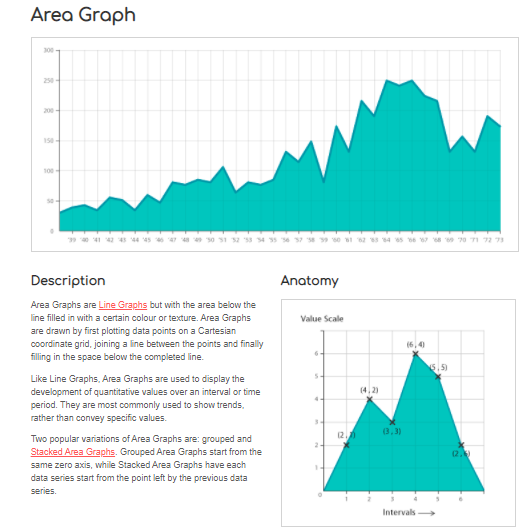 Area Graph
300
250
200
150
100
50
0
'39 '40 '41 '42 '43 '44 '45 '46 '47 '48 '49 '50 '51 '52 '53 '54 '55 '56 '57 '58 '59 '60 '61 '62 '63 '64 '65 '66 '67 '68 '69 '70 '71 '72 '73
Description
Area Graphs are Line Graphs but with the area below the
line filled in with a certain colour or texture. Area Graphs
are drawn by first plotting data points on a Cartesian
coordinate grid, joining a line between the points and finally
filling in the space below the completed line.
Like Line Graphs, Area Graphs are used to display the
development of quantitative values over an interval or time
period. They are most commonly used to show trends,
rather than convey specific values.
Two popular variations of Area Graphs are: grouped and
Stacked Area Graphs. Grouped Area Graphs start from the
same zero axis, while Stacked Area Graphs have each
data series start from the point left by the previous data
series.
Anatomy
Value Scale
(6, 4)
6
(5, 5)
5
(4, 2)
4
3
(3, 3)
(2, 1)
2
(2, 6)
1
0
1 2 3 4 5 6
Intervals